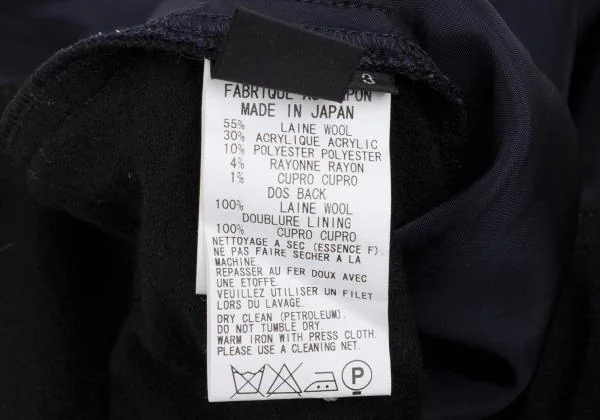 3
FABRIQUE AU JAPON
MADE IN JAPAN
55% LAINE WOOL
30% ACRYLIQUE ACRYLIC
10% POLYESTER POLYESTER
4% RAYONNE RAYON
1% CUPRO CUPRO
DOS BACK
100% LAINE WOOL
DOUBLURE LINING
100% CUPRO CUPRO
NETTOYAGE A SEC (ESSENCE F).
NE PAS FAIRE SECHER A LA
MACHINE.
REPASSER AU FER DOUX AVEC
UNE ETOFFE.
VEUILLEZ UTILISER UN FILET
LORS DU LAVAGE.
DRY CLEAN (PETROLEUM).
DO NOT TUMBLE DRY.
WARM IRON WITH PRESS CLOTH.
PLEASE USE A CLEANING NET.
P